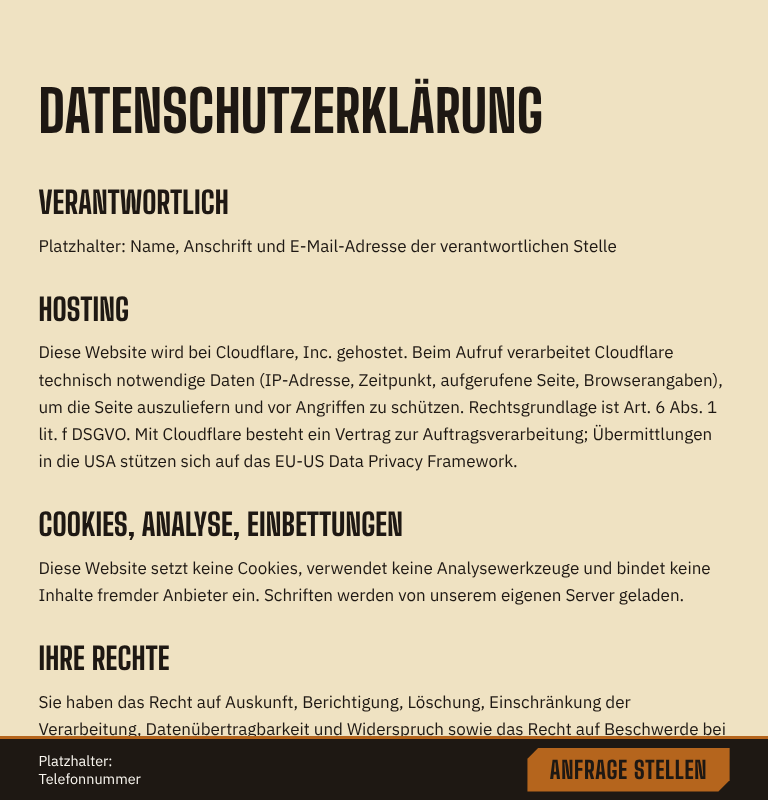 DATENSCHUTZERKLÄRUNG
VERANTWORTLICH
Platzhalter: Name, Anschrift und E-Mail-Adresse der verantwortlichen Stelle
HOSTING
Diese Website wird bei Cloudflare, Inc. gehostet. Beim Aufruf verarbeitet Cloudflare
technisch notwendige Daten (IP-Adresse, Zeitpunkt, aufgerufene Seite, Browserangaben),
um die Seite auszuliefern und vor Angriffen zu schützen. Rechtsgrundlage ist Art. 6 Abs. 1
lit. f DSGVO. Mit Cloudflare besteht ein Vertrag zur Auftragsverarbeitung; Übermittlungen
in die USA stützen sich auf das EU-US Data Privacy Framework.
COOKIES, ANALYSE, EINBETTUNGEN
Diese Website setzt keine Cookies, verwendet keine Analysewerkzeuge und bindet keine
Inhalte fremder Anbieter ein. Schriften werden von unserem eigenen Server geladen.
IHRE RECHTE
Sie haben das Recht auf Auskunft, Berichtigung, Löschung, Einschränkung der
Verarbeitung, Datenübertragbarkeit und Widerspruch sowie das Recht auf Beschwerde bei
Platzhalter:
Telefonnummer
ANFRAGE STELLEN